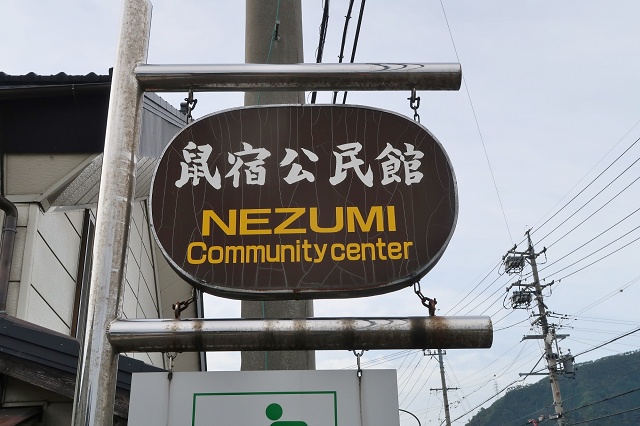 鼠宿公民館
NEZUMI
Community center